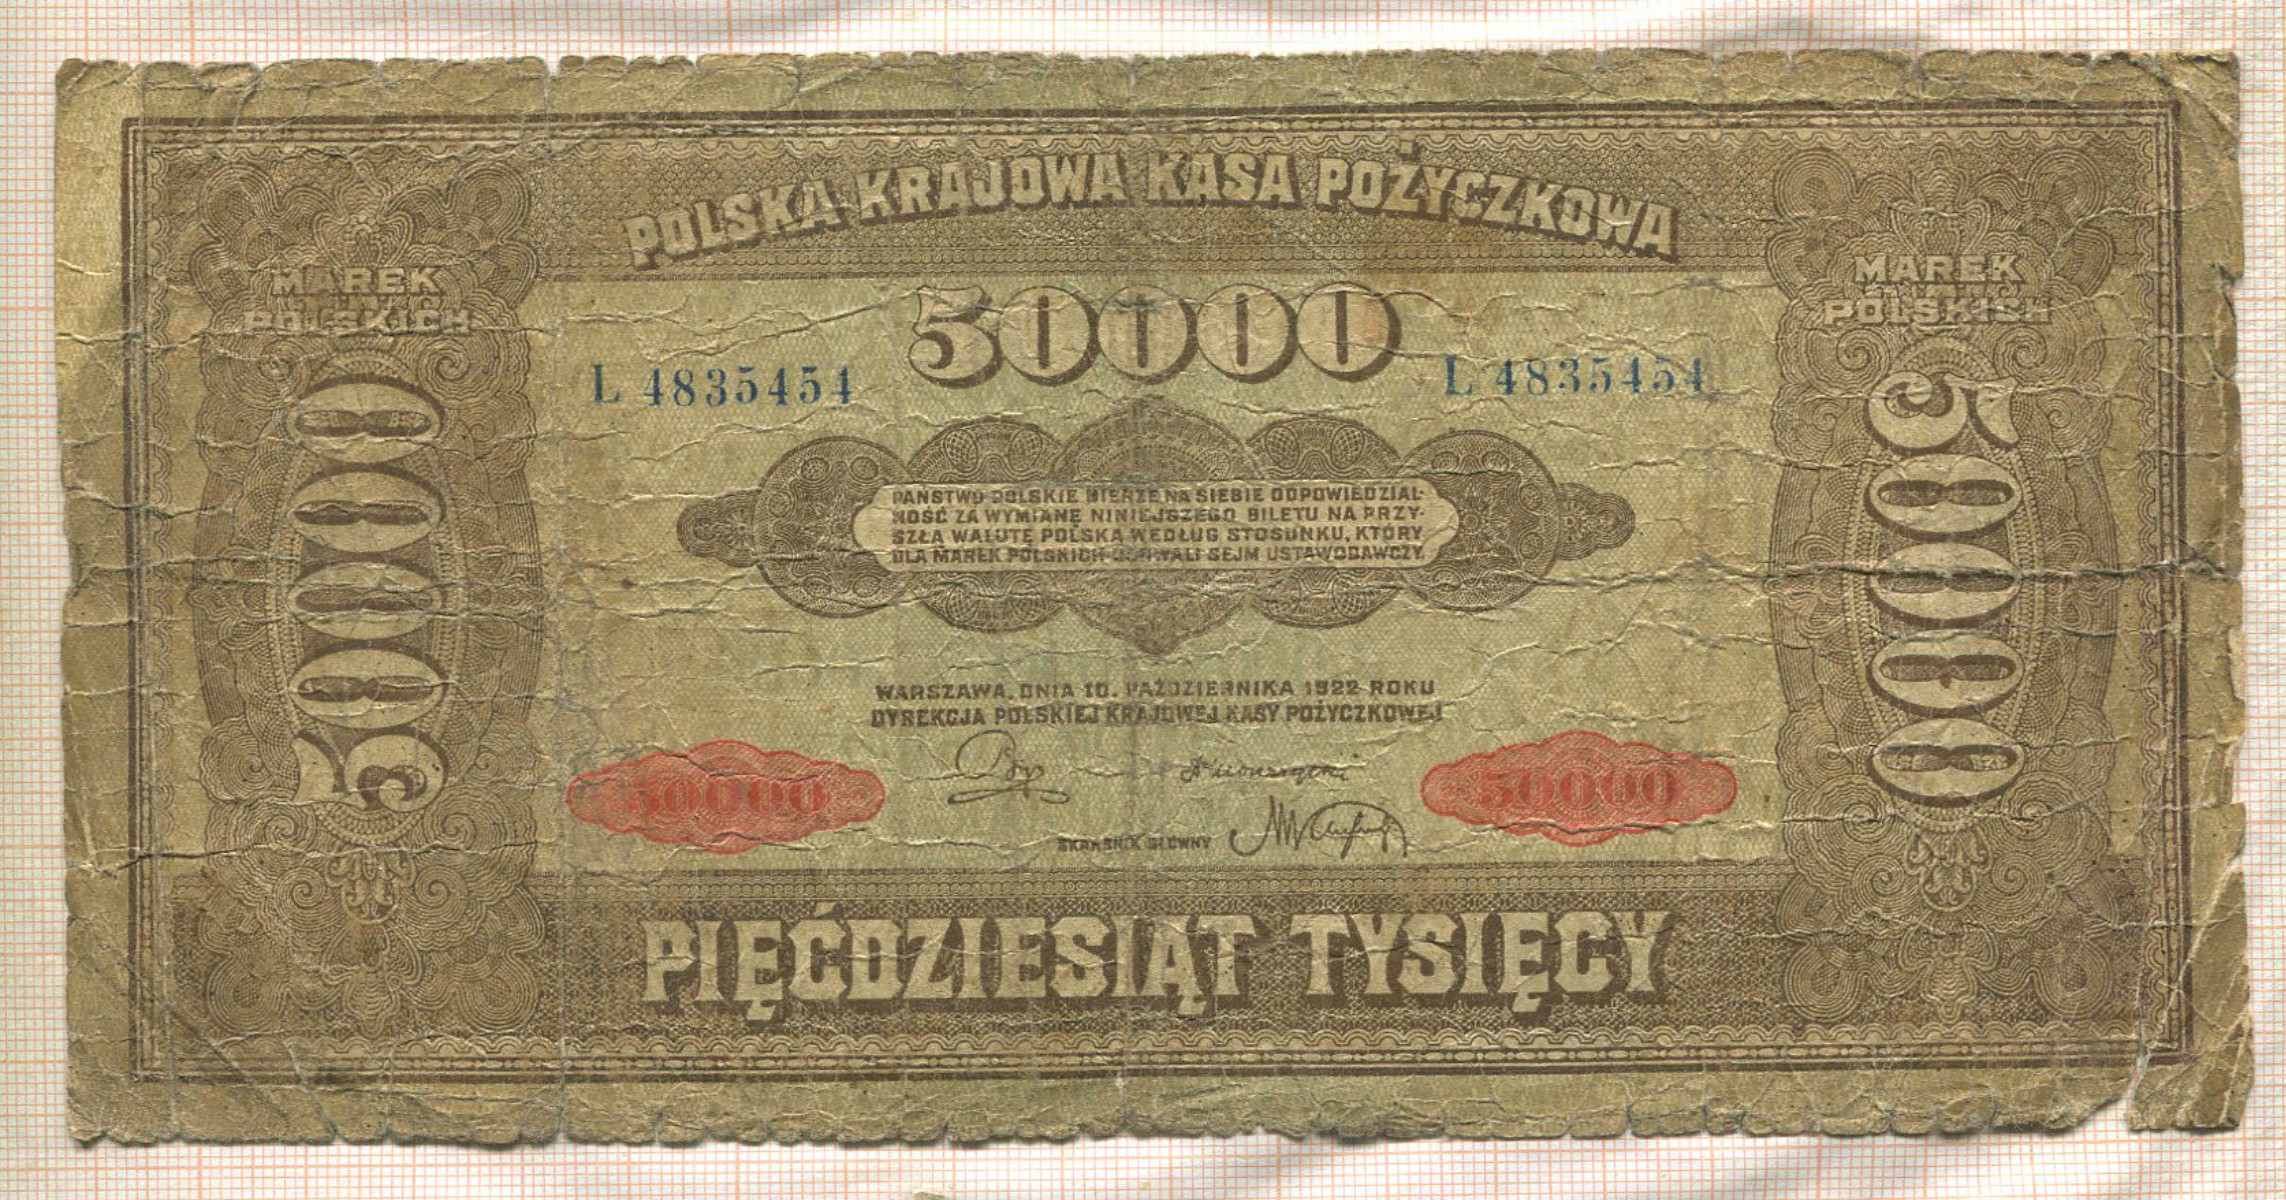 POLSKA KRAJOWA KASA POŻYCZKOWA
MAREK
POLSKICH
MAREK
POLSKICH
50000
L 4835454
L 4835454
50000
50000
PAŃSTWO POLSKIE BIERZE NA SIEBIE ODPOWIEDZIAL-
NOŚĆ ZA WYMIANĘ NINIEJSZEGO BILETU NA PRZY-
SZŁĄ WALUTĘ POLSKĄ WEDŁUG STOSUNKU, KTÓRY
DLA MAREK POLSKICH UCHWALI SEJM USTAWODAWCZY.
WARSZAWA, DNIA 10. PAŹDZIERNIKA 1922 ROKU
DYREKCJA POLSKIEJ KRAJOWEJ KASY POŻYCZKOWEJ
50000
50000
SKARBNIK GŁÓWNY
PIĘĆDZIESIĄT TYSIĘCY